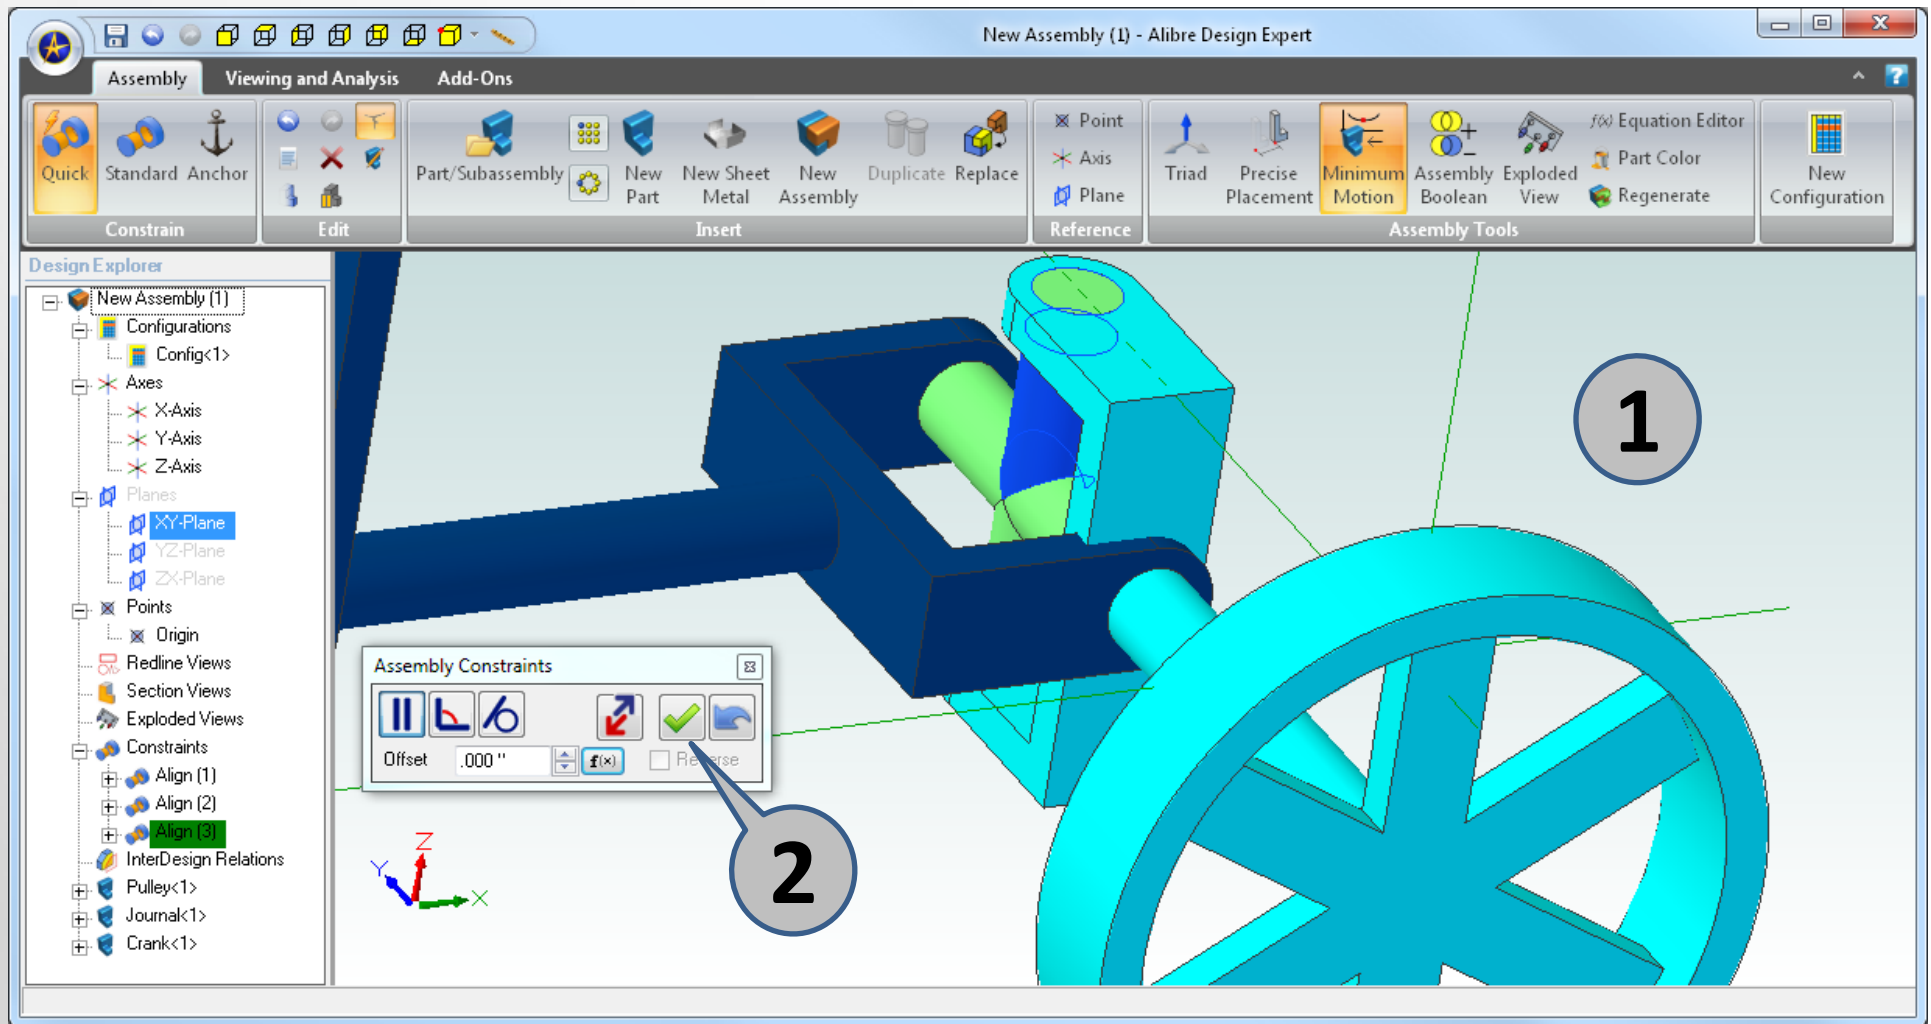 New Assembly (1) - Alibre Design Expert
Assembly Viewing and Analysis Add-Ons
?
Quick Standard Anchor
Constrain
Edit
Part/Subassembly New Part New Sheet Metal New Assembly Duplicate Replace
Insert
Point
Axis
Plane
Reference
Triad Precise Placement Minimum Motion Assembly Boolean Exploded View
f(x) Equation Editor
Part Color
Regenerate
Assembly Tools
New Configuration
Design Explorer
New Assembly (1)
Configurations
Config<1>
Axes
X-Axis
Y-Axis
Z-Axis
Planes
XY-Plane
YZ-Plane
ZX-Plane
Points
Origin
Redline Views
Section Views
Exploded Views
Constraints
Align (1)
Align (2)
Align (3)
InterDesign Relations
Pulley<1>
Journal<1>
Crank<1>
1
Assembly Constraints
Offset .000 " f(x) Reverse
2
Z
Y
X